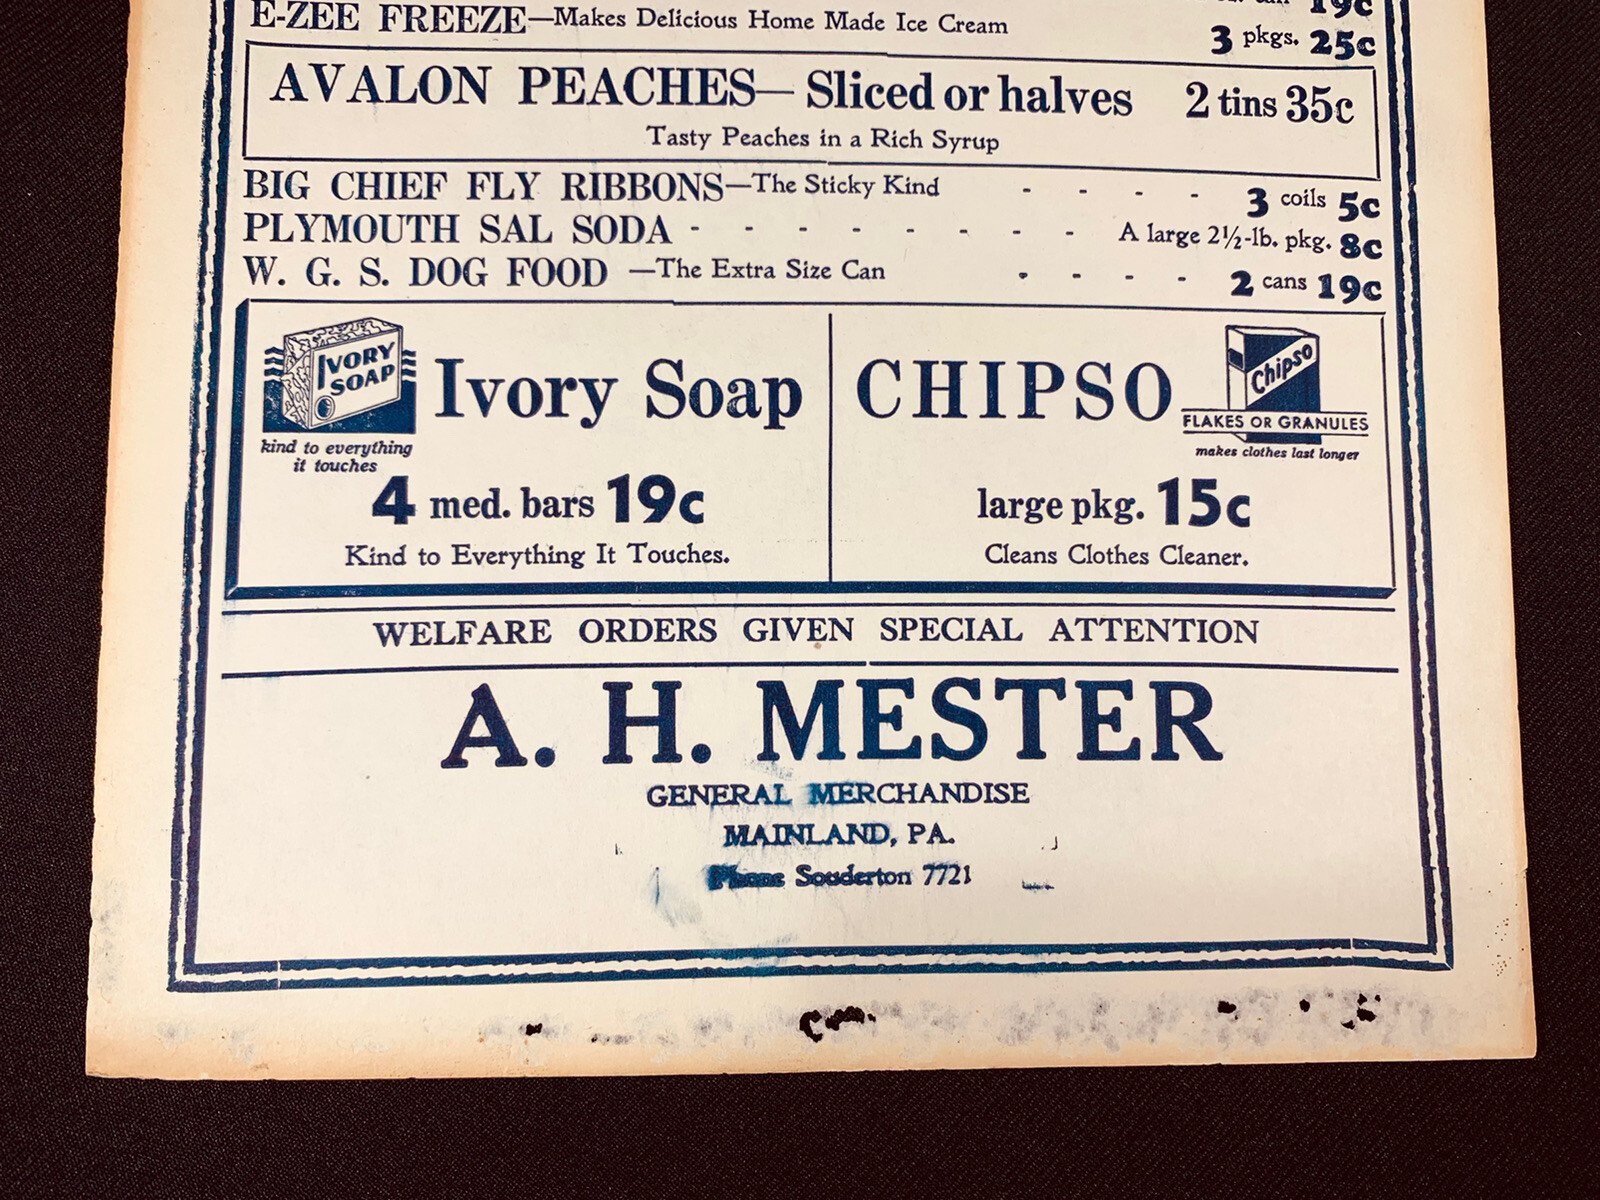 19c
E-ZEE FREEZE—Makes Delicious Home Made Ice Cream 3 pkgs. 25c
AVALON PEACHES— Sliced or halves 2 tins 35c
Tasty Peaches in a Rich Syrup
BIG CHIEF FLY RIBBONS—The Sticky Kind - - - - 3 coils 5c
PLYMOUTH SAL SODA - - - - - - - - - A large 2½-lb. pkg. 8c
W. G. S. DOG FOOD —The Extra Size Can - - - - 2 cans 19c
IVORY
SOAP
Ivory Soap
kind to everything
it touches
4 med. bars 19c
Kind to Everything It Touches.
CHIPSO
Chipso
FLAKES OR GRANULES
makes clothes last longer
large pkg. 15c
Cleans Clothes Cleaner.
WELFARE ORDERS GIVEN SPECIAL ATTENTION
A. H. MESTER
GENERAL MERCHANDISE
MAINLAND, PA.
Phone Souderton 7721